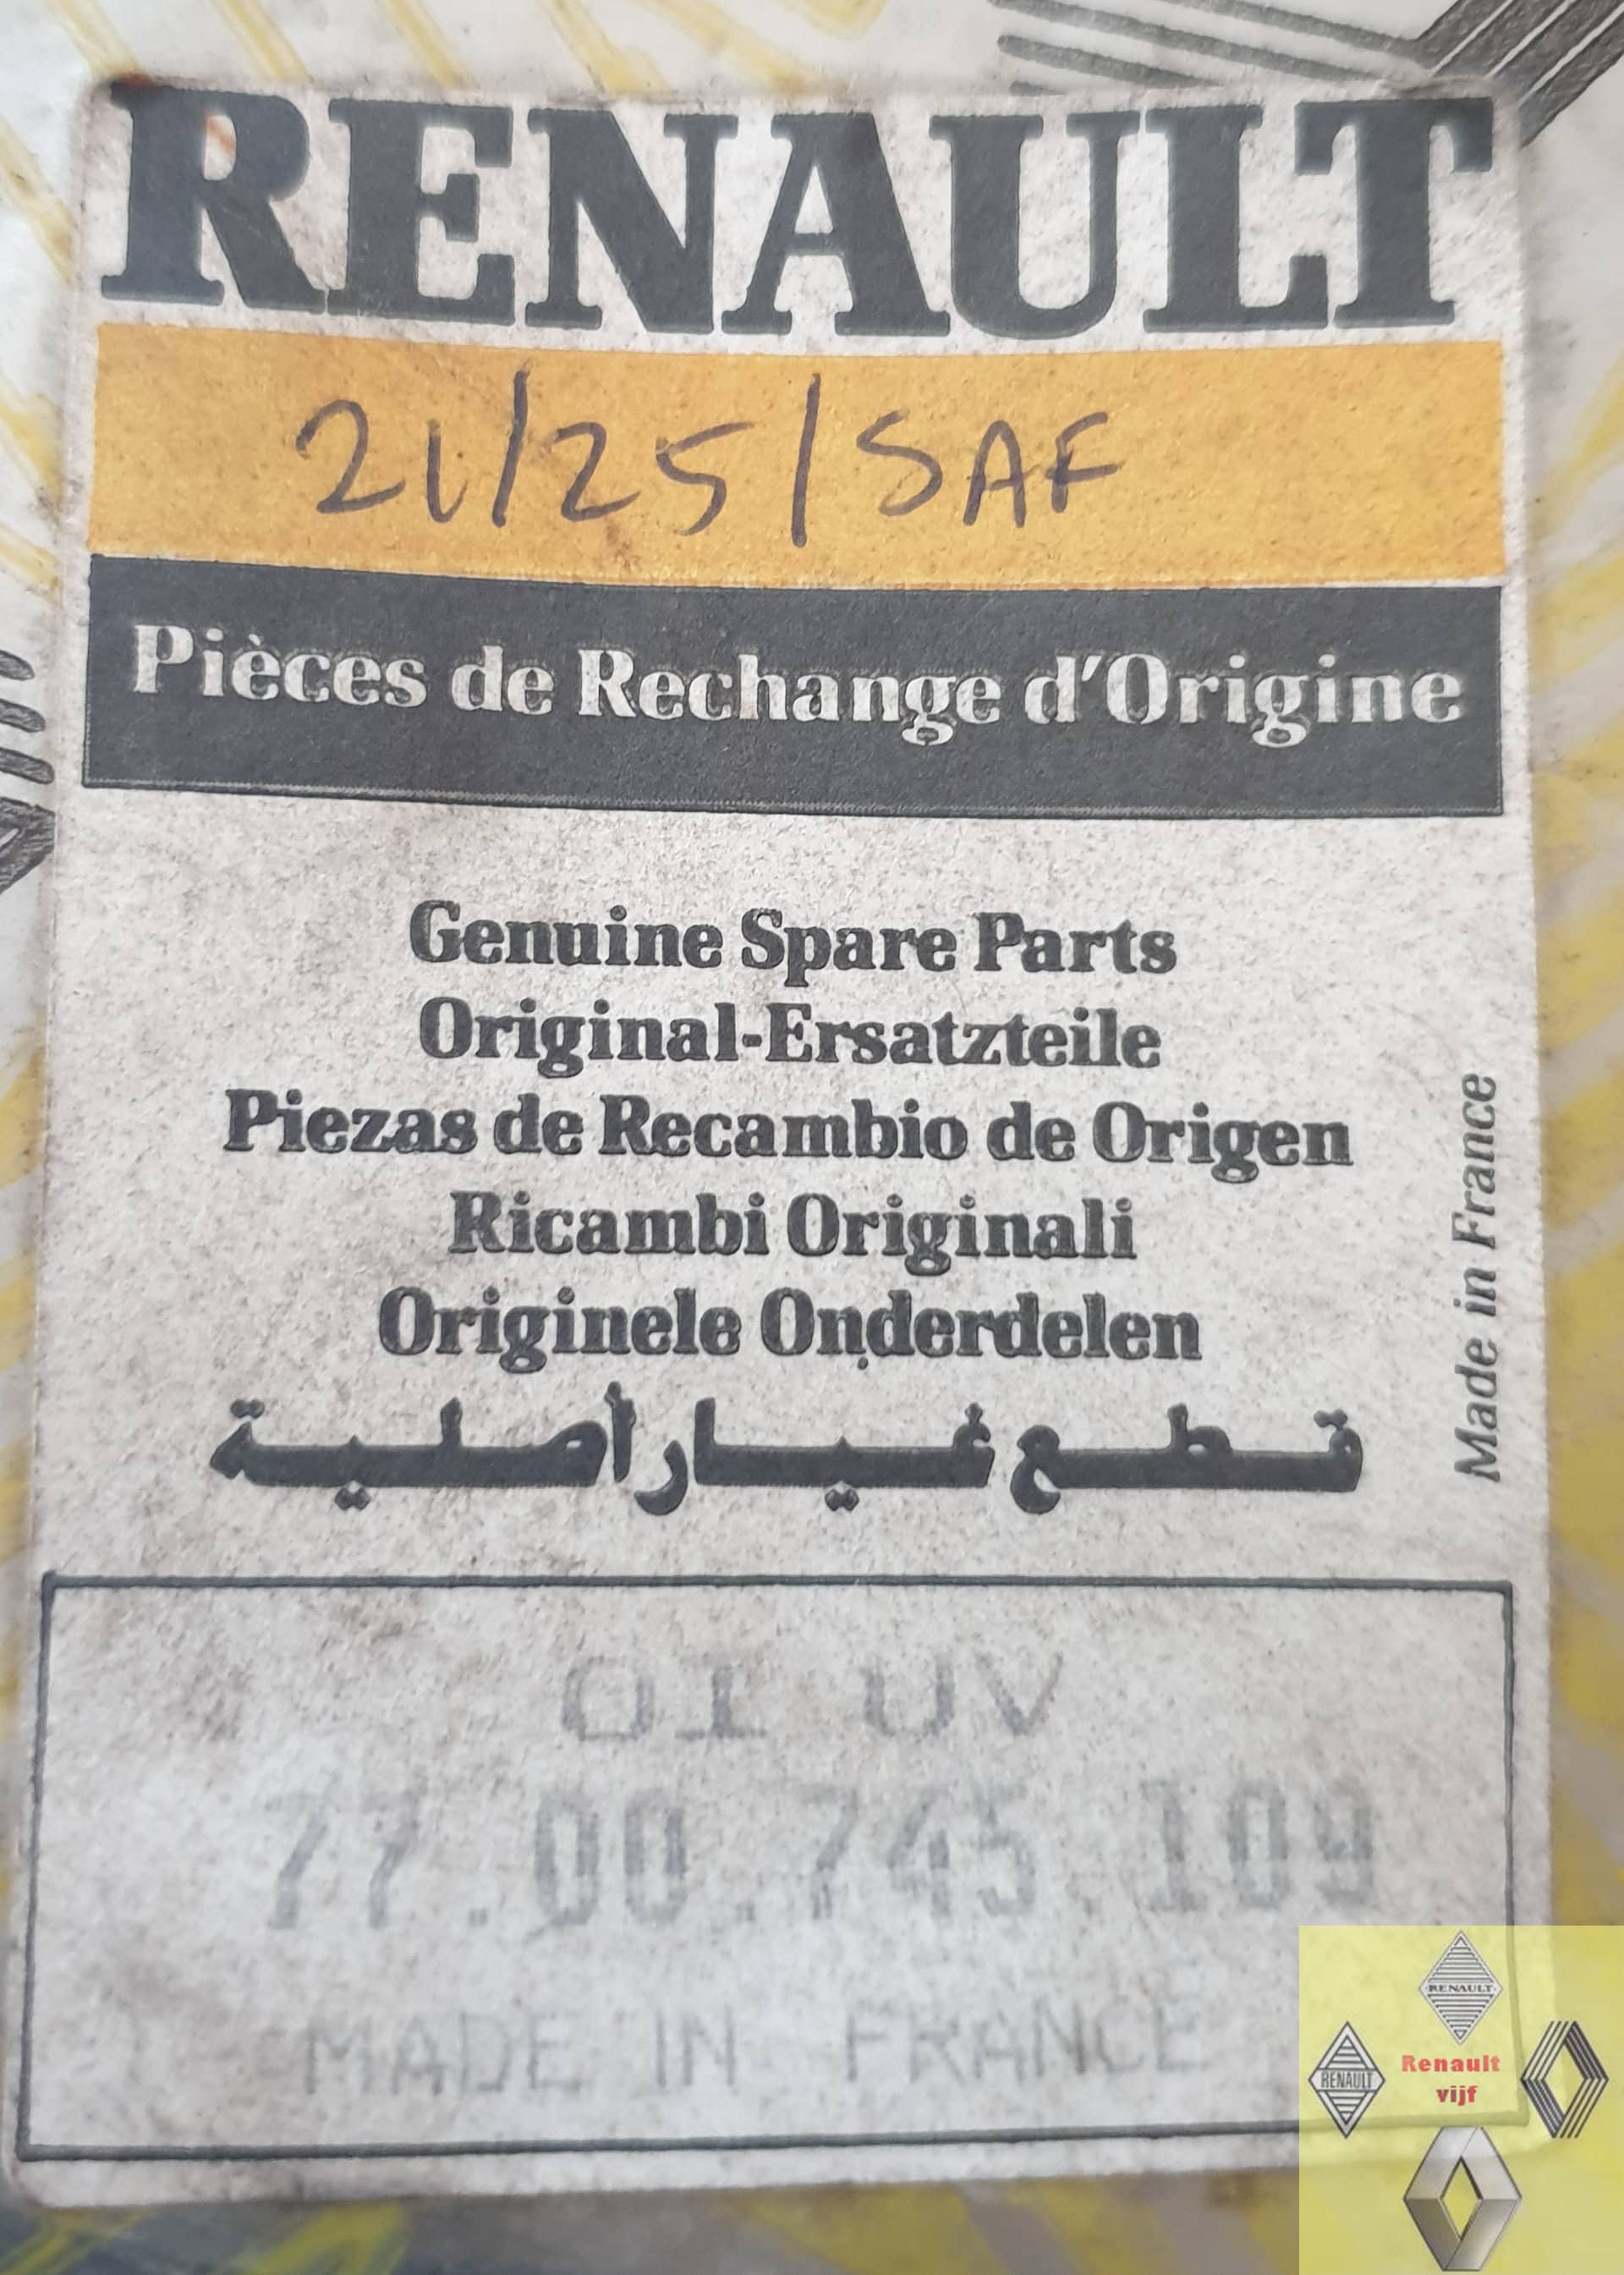 RENAULT
21/25/SAF
Pièces de Rechange d'Origine
Genuine Spare Parts
Original-Ersatzteile
Piezas de Recambio de Origen
Ricambi Originali
Originele Onderdelen
قطع غيار أصلية
Made in France
01 UV
77.00.745.109
MADE IN FRANCE
RENAULT
RENAULT
Renault
vijf